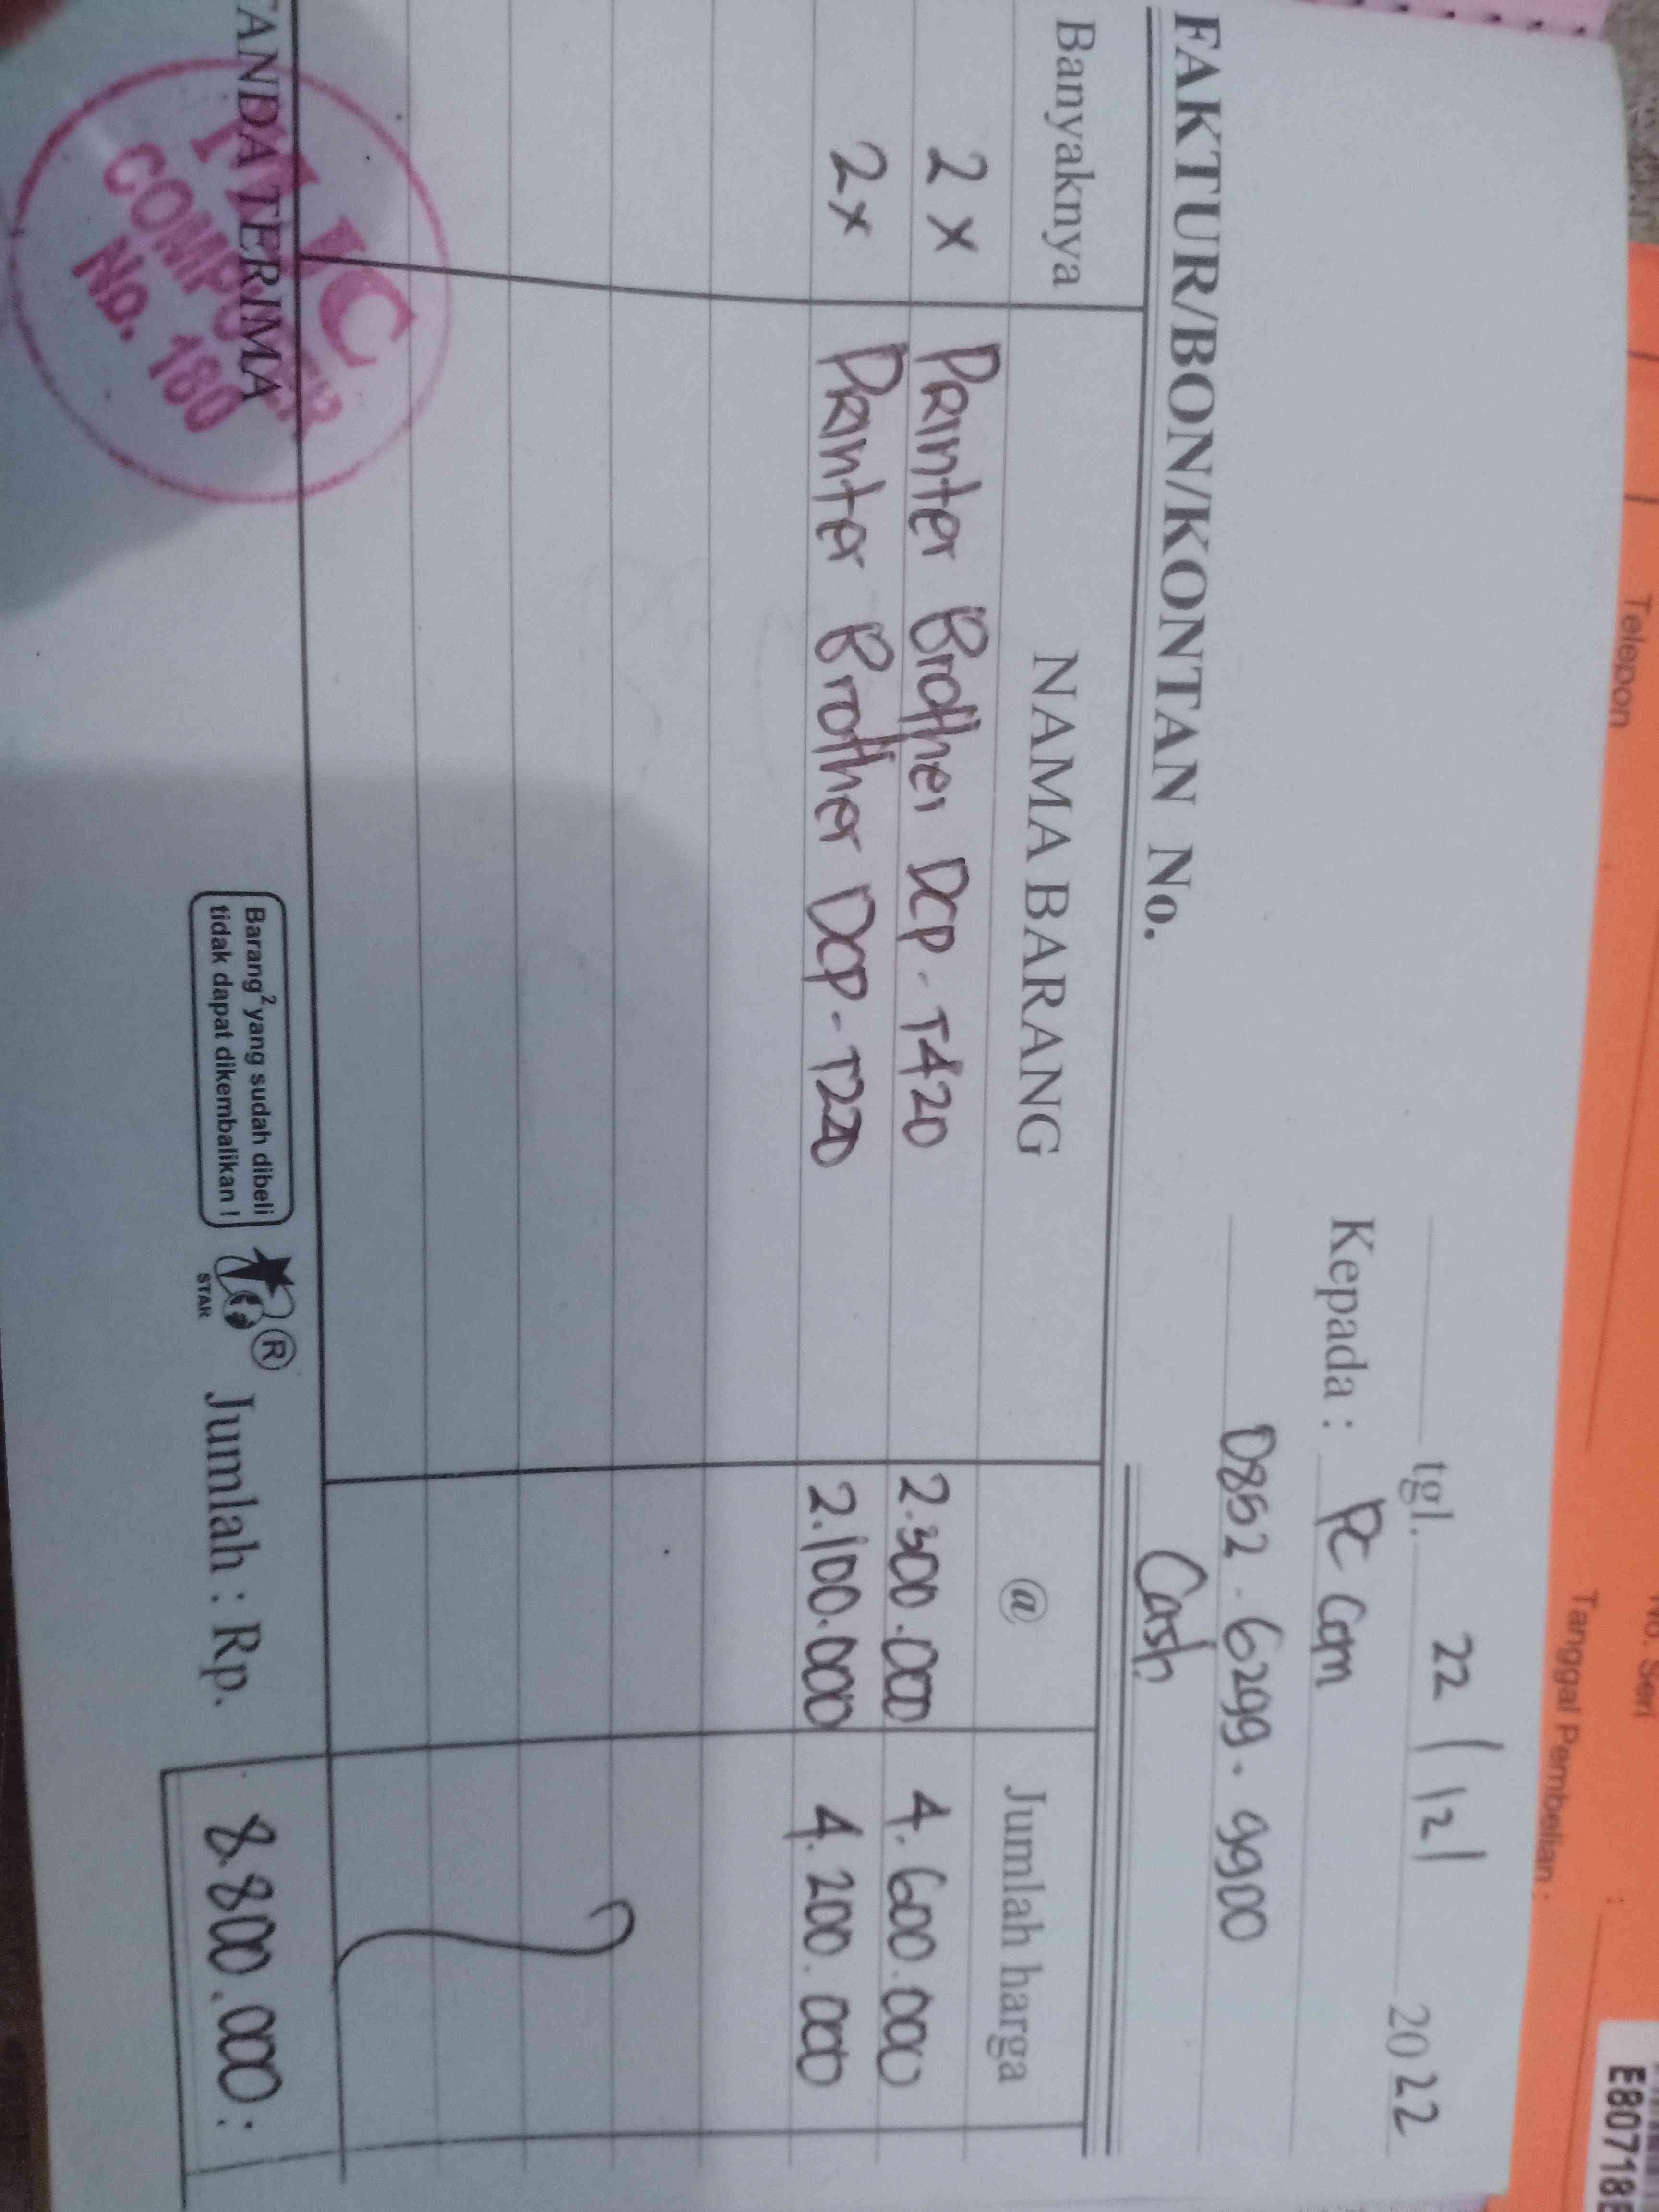 Telepon
No. Seri
Tanggal Pembelian :
E80718
tgl. 22 / 12 / 2022
Kepada : PC Com
0852 . 6299 . 9900
FAKTUR/BON/KONTAN No.
Cash
Banyaknya NAMA BARANG @ Jumlah harga
2 x Printer Brother DCP - T420 2.300.000 4.600.000
2x Printer Brother DCP - T220 2.100.000 4.200.000
TANDA TERIMA
COMPUTER
No. 180
Barang² yang sudah dibeli
tidak dapat dikembalikan !
STAR
®
Jumlah : Rp. 8.800.000 :